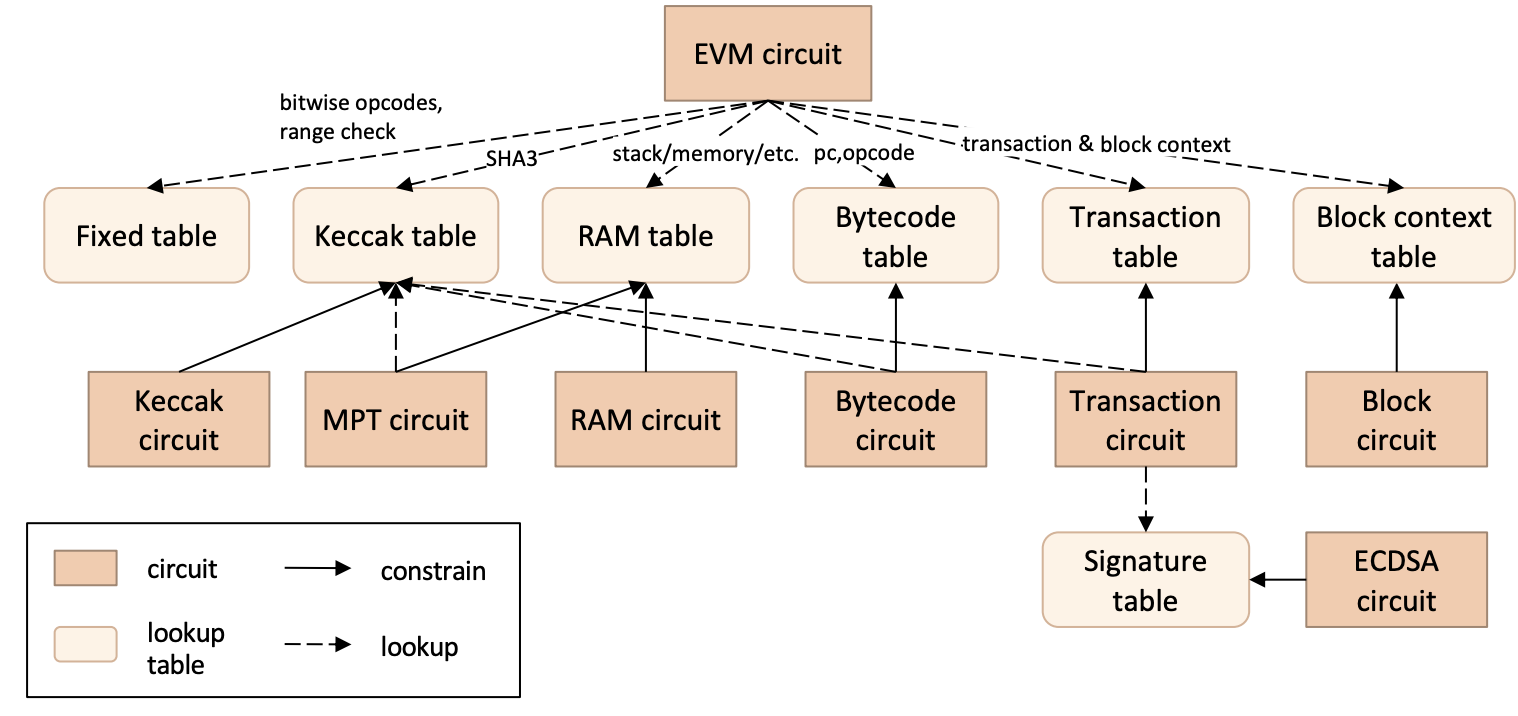 EVM circuit
bitwise opcodes,
range check
SHA3
stack/memory/etc.
pc,opcode
transaction & block context
Fixed table
Keccak table
RAM table
Bytecode
table
Transaction
table
Block context
table
Keccak
circuit
MPT circuit
RAM circuit
Bytecode
circuit
Transaction
circuit
Block
circuit
Signature
table
ECDSA
circuit
circuit
constrain
lookup
table
lookup